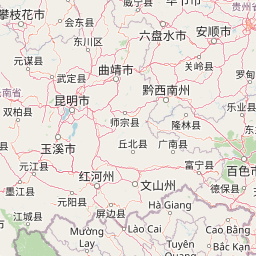 攀枝花市
威宁县
毕节市
贵州省
东川区
六盘水市
安顺市
元谋县
武定县
曲靖市
关岭县
罗甸
昆明市
黔西南州
双柏县
师宗县
隆林县
乐业县
玉溪市
丘北县
广南县
百色市
元江县
富宁县
墨江县
红河州
文山州
德保县
元阳县
屏边县
Hà Giang
江城县
Mường
Lay
Lào Cai
Cao Bằng
Tuyên
Quang
Bắc Kạn